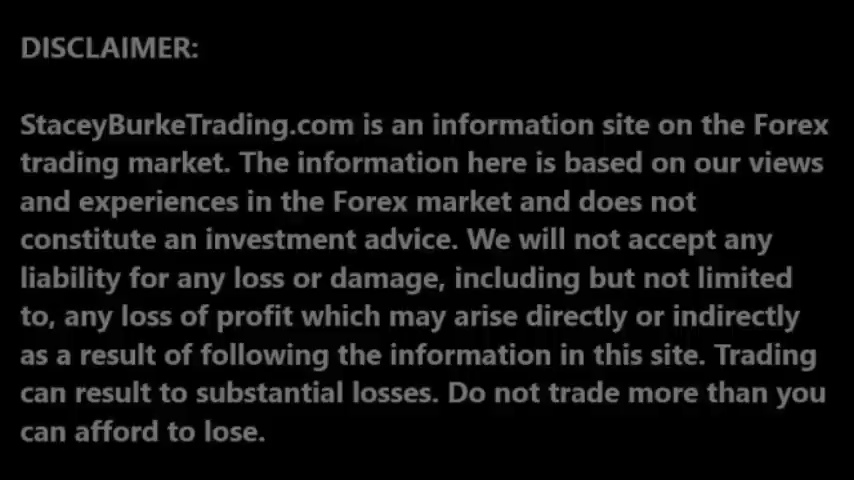 DISCLAIMER:
StaceyBurkeTrading.com is an information site on the Forex
trading market. The information here is based on our views
and experiences in the Forex market and does not
constitute an investment advice. We will not accept any
liability for any loss or damage, including but not limited
to, any loss of profit which may arise directly or indirectly
as a result of following the information in this site. Trading
can result to substantial losses. Do not trade more than you
can afford to lose.